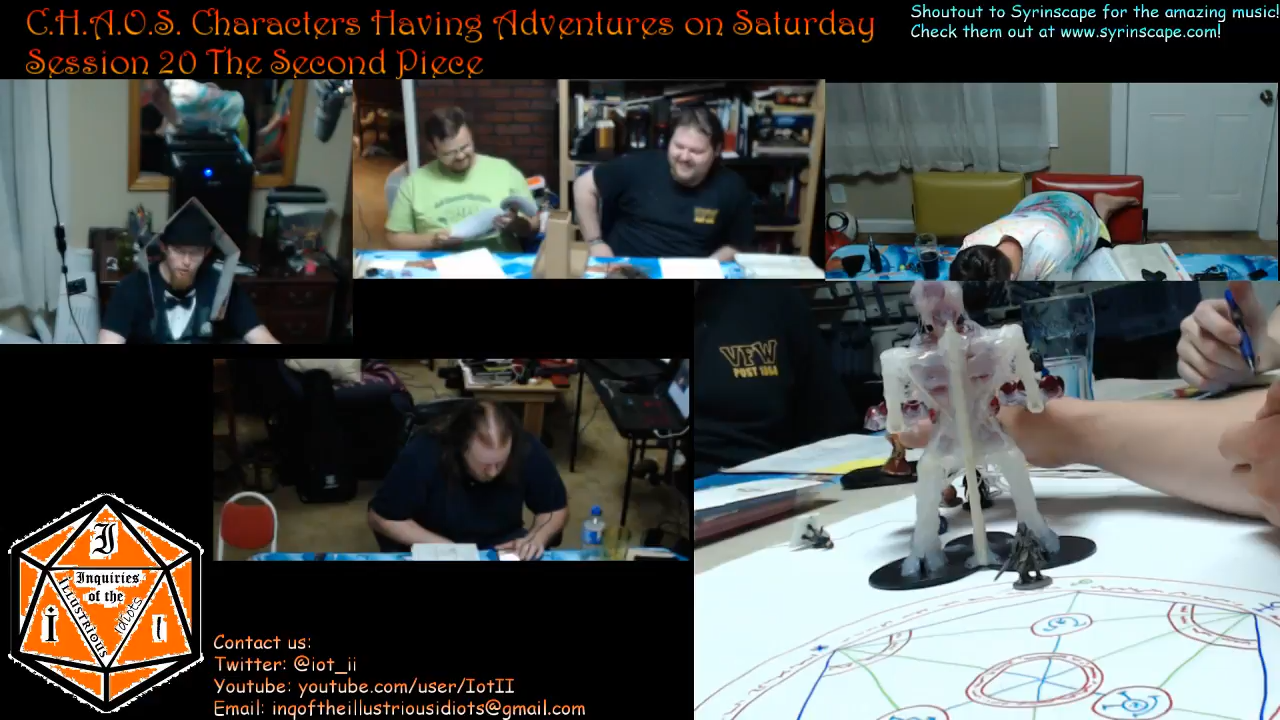 C.H.A.O.S. Characters Having Adventures on Saturday
Session 20 The Second Piece
Shoutout to Syrinscape for the amazing music!
Check them out at www.syrinscape.com!
VFW
POST 1864
I
Inquiries
of the
ILLUSTRIOUS
Idiots
i
I
Contact us:
Twitter: @iot_ii
Youtube: youtube.com/user/IotII
Email: inqoftheillustriousidiots@gmail.com